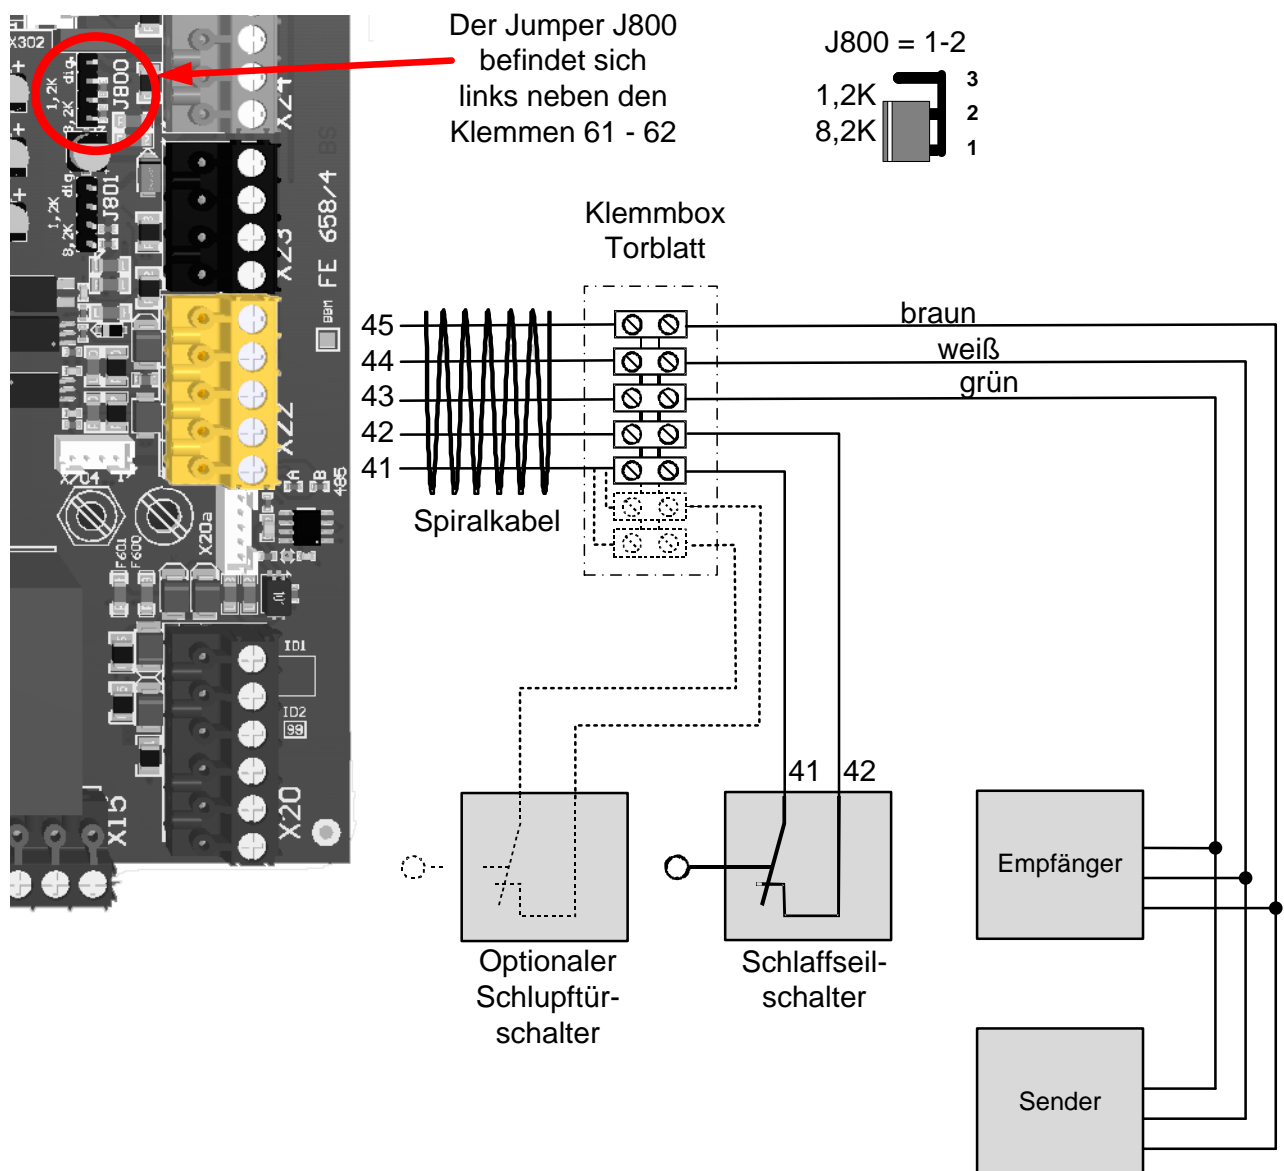 Der Jumper J800
befindet sich
links neben den
Klemmen 61 - 62
J800 = 1-2
3
1,2K
2
8,2K
1
X302
dig.
1,2K
8,2K
J800
X24
dig.
1,2K
8,2K
J801
X23
FE 658/4
BS
BBM
X22
Klemmbox
Torblatt
45
44
43
42
41
braun
weiß
grün
Spiralkabel
A
B
485
X20a
F601
F600
ID1
ID2
99
X20
X15
41 42
Optionaler
Schlupftür-
schalter
Schlaffseil-
schalter
Empfänger
Sender